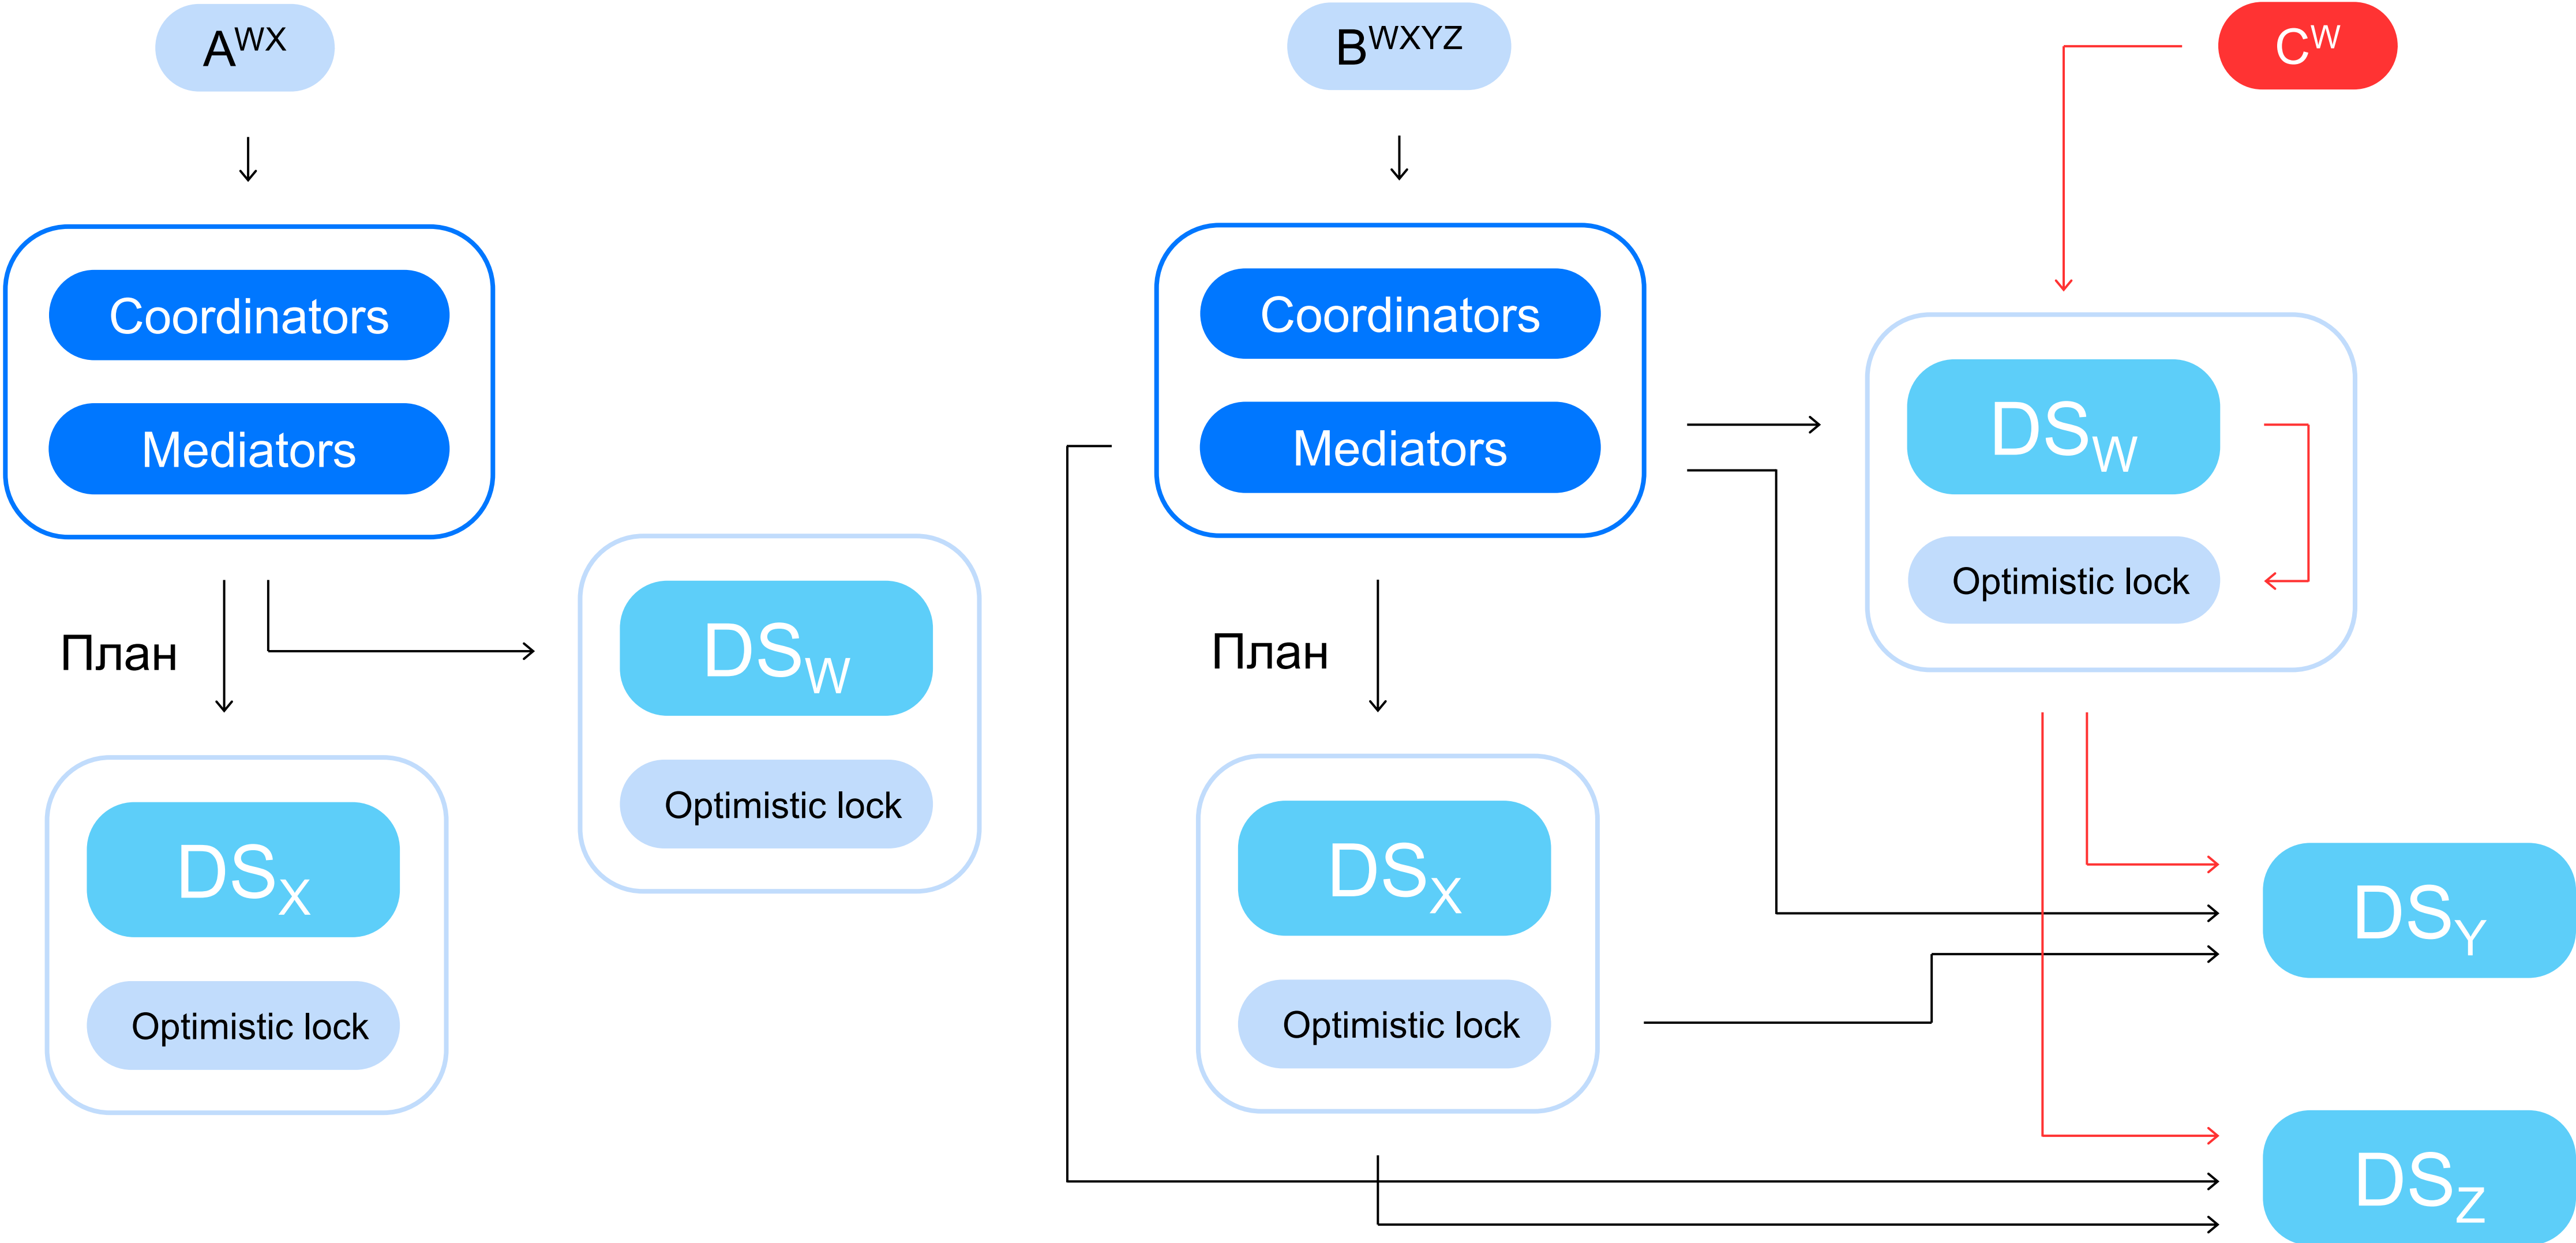 A^WX
B^WXYZ
C^W
Coordinators
Mediators
План
DS_W
Optimistic lock
DS_X
Optimistic lock
Coordinators
Mediators
План
DS_X
Optimistic lock
DS_W
Optimistic lock
DS_Y
DS_Z